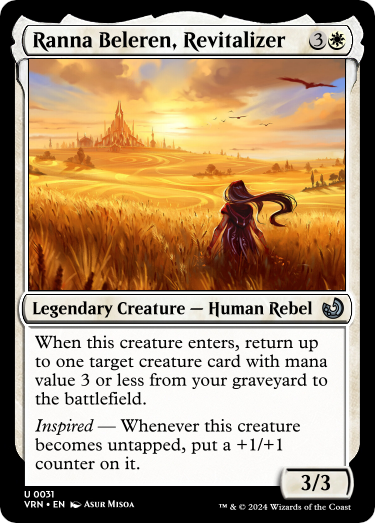 Ranna Beleren, Revitalizer 3
Legendary Creature — Human Rebel
When this creature enters, return up
to one target creature card with mana
value 3 or less from your graveyard to
the battlefield.
Inspired — Whenever this creature
becomes untapped, put a +1/+1
counter on it.
3/3
U 0031
VRN • EN Asur Misoa
™ & © 2024 Wizards of the Coast